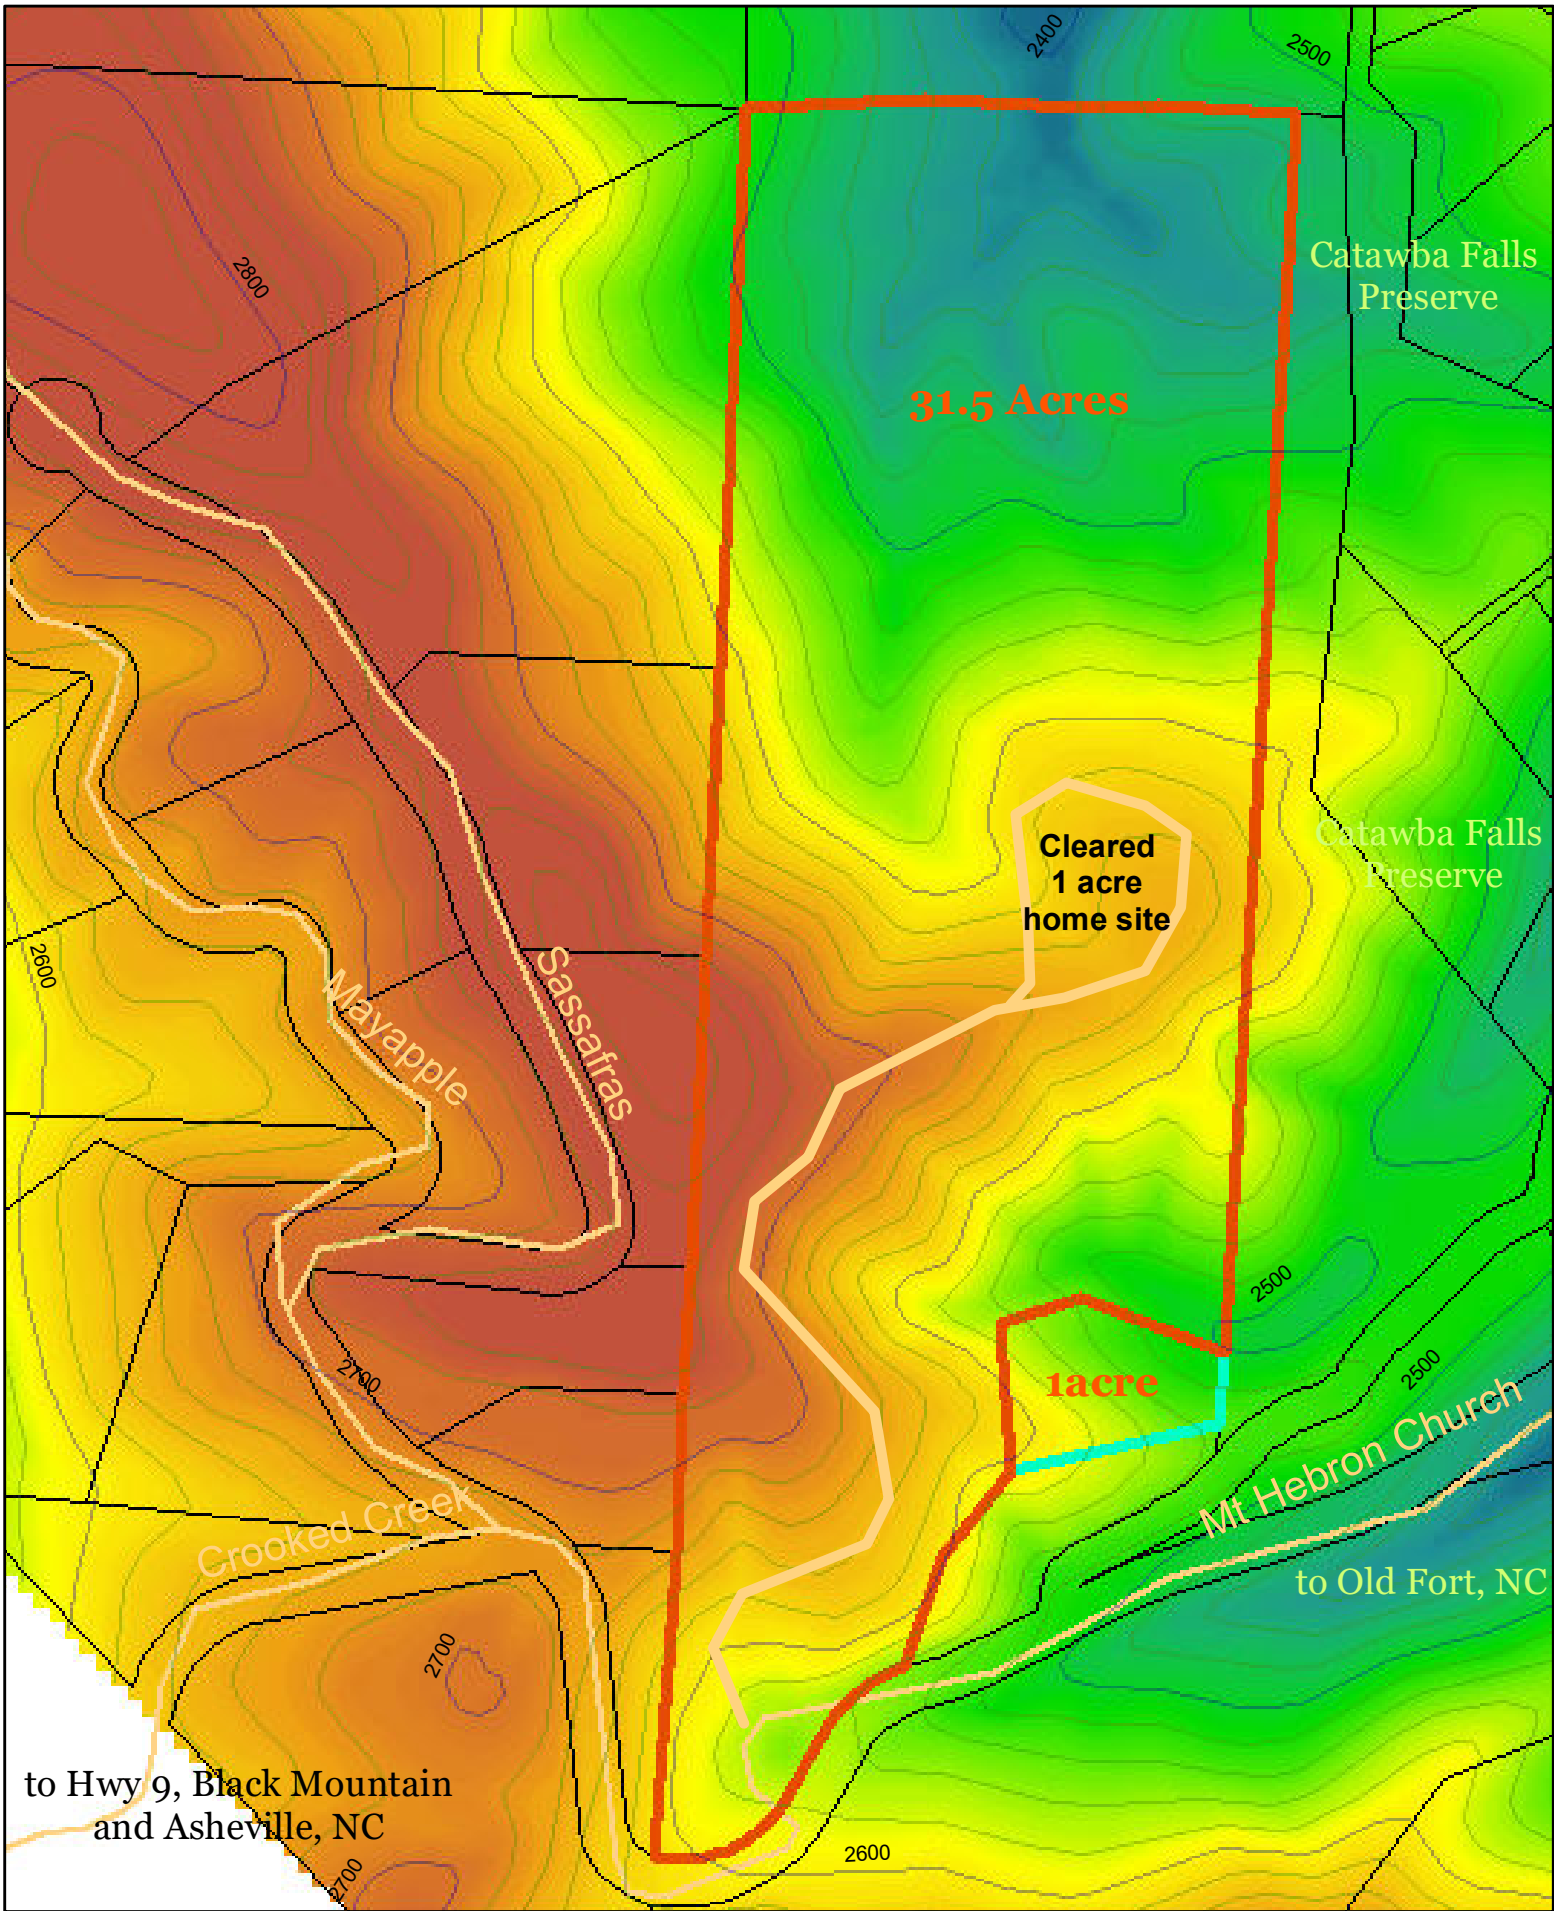 2400
2500
Catawba Falls
Preserve
2800
31.5 Acres
Cleared
1 acre
home site
Catawba Falls
Preserve
2600
Sassafras
Mayapple
2500
2500
2700
1acre
Mt Hebron Church
Crooked Creek
to Old Fort, NC
2700
to Hwy 9, Black Mountain
and Asheville, NC
2600
2700